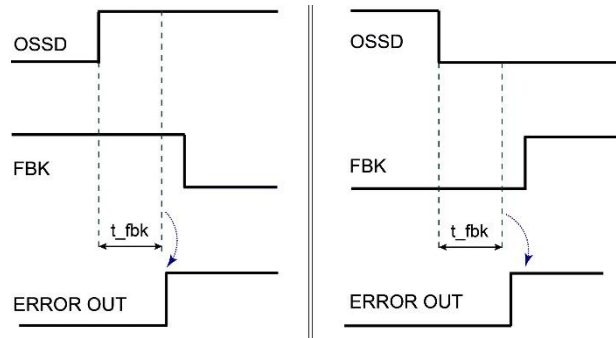 OSSD
FBK
t_fbk
ERROR OUT
OSSD
FBK
t_fbk
ERROR OUT